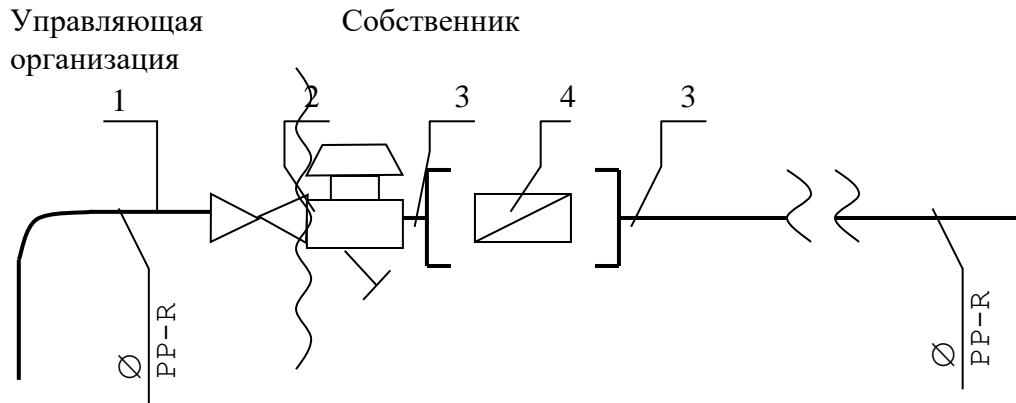 Управляющая
организация
Собственник
1
2
3
4
3
Ø
PP-R
Ø
PP-R